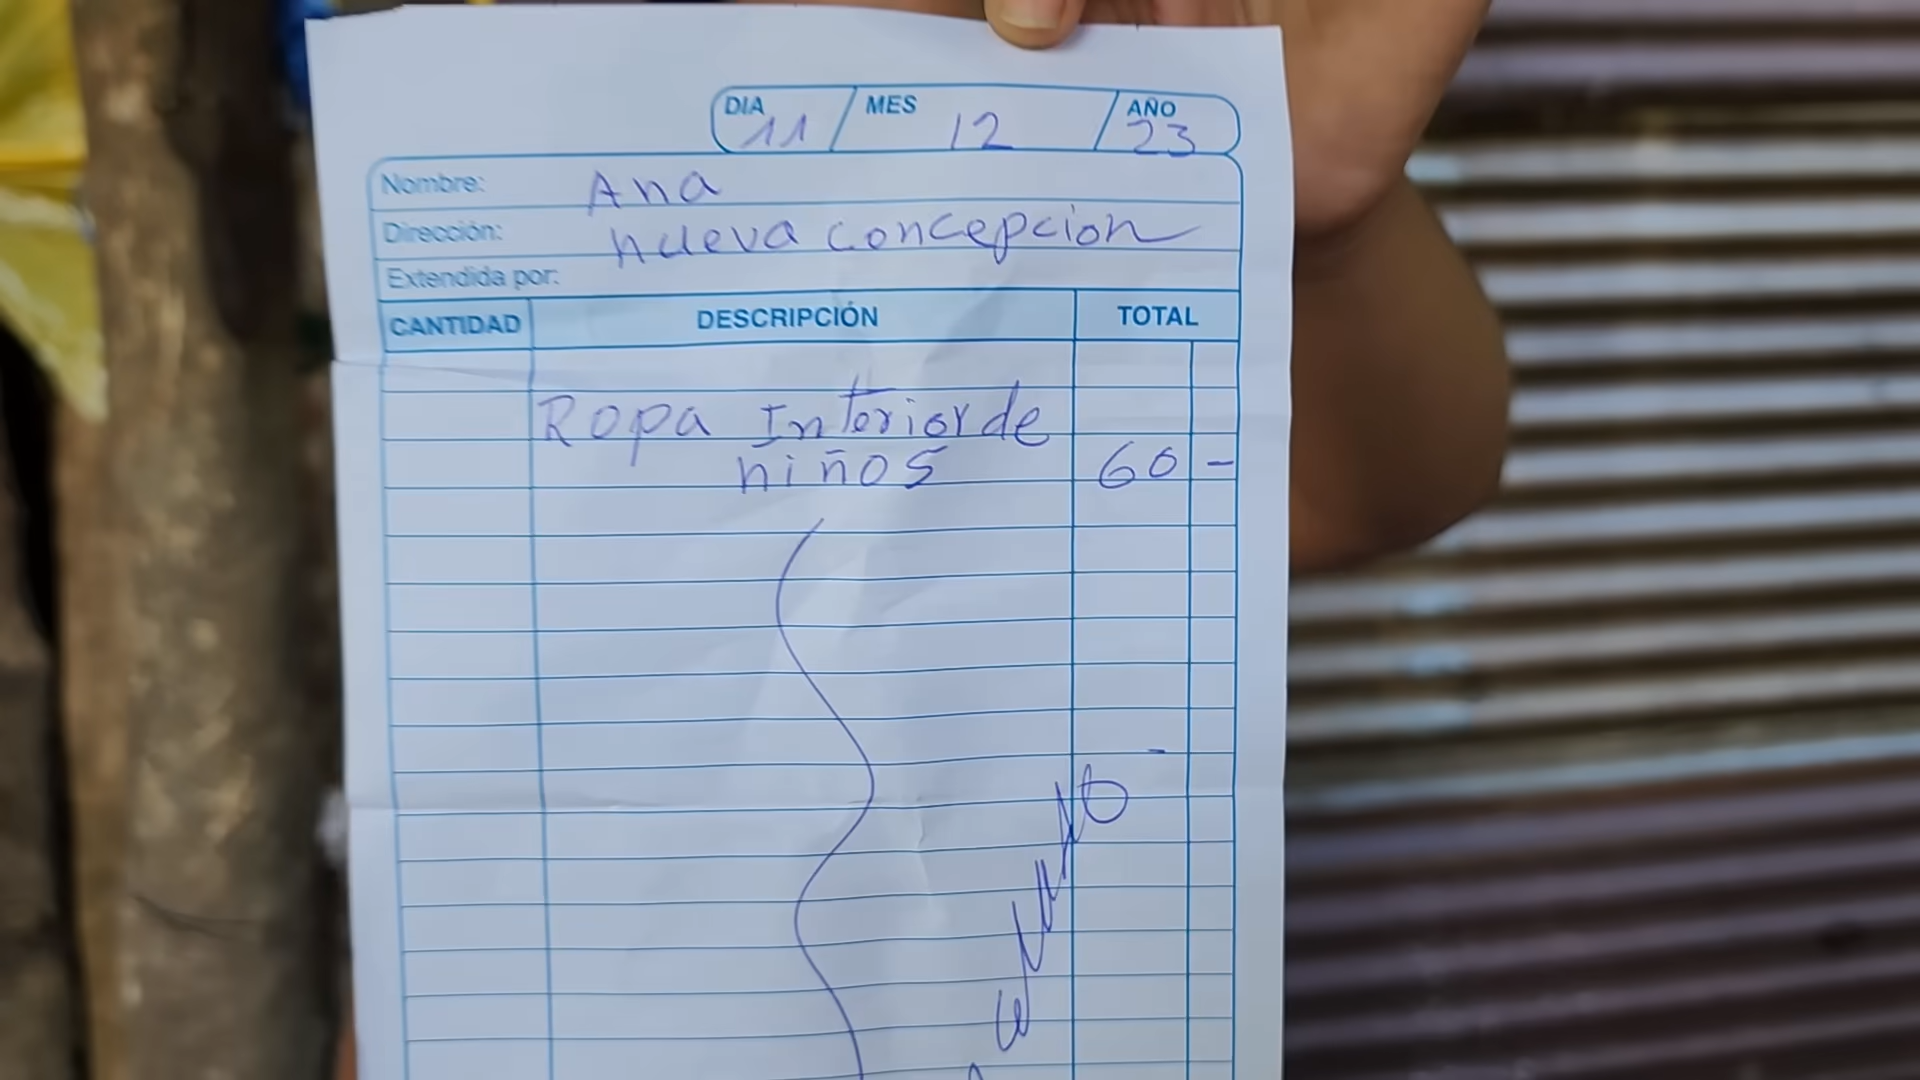 DIA 11 / MES 12 / AÑO 23
Nombre: Ana
Dirección: nueva concepcion
Extendida por:
CANTIDAD DESCRIPCIÓN TOTAL
Ropa Interior de
niños 60 -